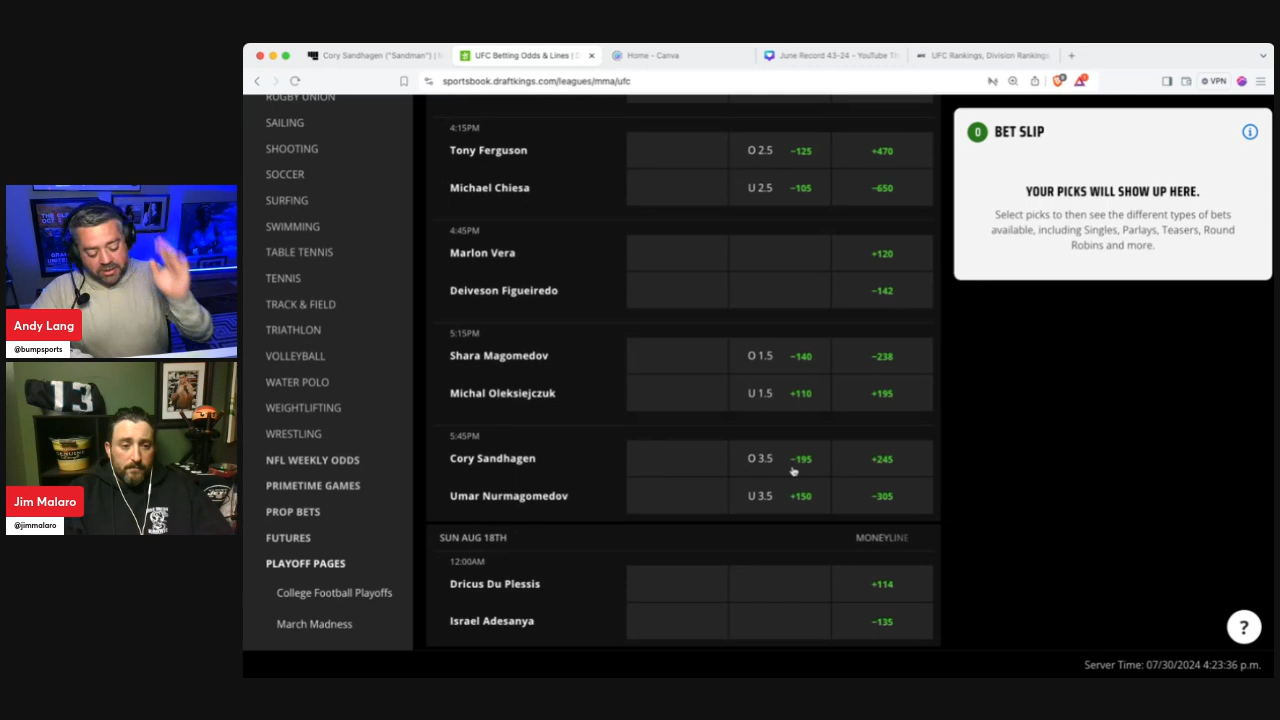 Cory Sandhagen ("Sandman") |
UFC Betting Odds & Lines |
Home - Canva
June Record 43-24 - YouTube
UFC Rankings, Division Rankings
sportsbook.draftkings.com/leagues/mma/ufc
VPN
RUGBY UNION
SAILING
SHOOTING
SOCCER
SURFING
SWIMMING
TABLE TENNIS
TENNIS
TRACK & FIELD
TRIATHLON
VOLLEYBALL
WATER POLO
WEIGHTLIFTING
WRESTLING
NFL WEEKLY ODDS
PRIMETIME GAMES
PROP BETS
FUTURES
PLAYOFF PAGES
College Football Playoffs
March Madness
4:15PM
Tony Ferguson O 2.5 −125 +470
Michael Chiesa U 2.5 −105 −650
4:45PM
Marlon Vera +120
Deiveson Figueiredo −142
5:15PM
Shara Magomedov O 1.5 −140 −238
Michal Oleksiejczuk U 1.5 +110 +195
5:45PM
Cory Sandhagen O 3.5 −195 +245
Umar Nurmagomedov U 3.5 +150 −305
SUN AUG 18TH MONEYLINE
12:00AM
Dricus Du Plessis +114
Israel Adesanya −135
0 BET SLIP
YOUR PICKS WILL SHOW UP HERE.
Select picks to then see the different types of bets
available, including Singles, Parlays, Teasers, Round
Robins and more.
?
Server Time: 07/30/2024 4:23:36 p.m.
Andy Lang
@bumpsports
13
GENUINE
Jim Malaro
@jimmalaro